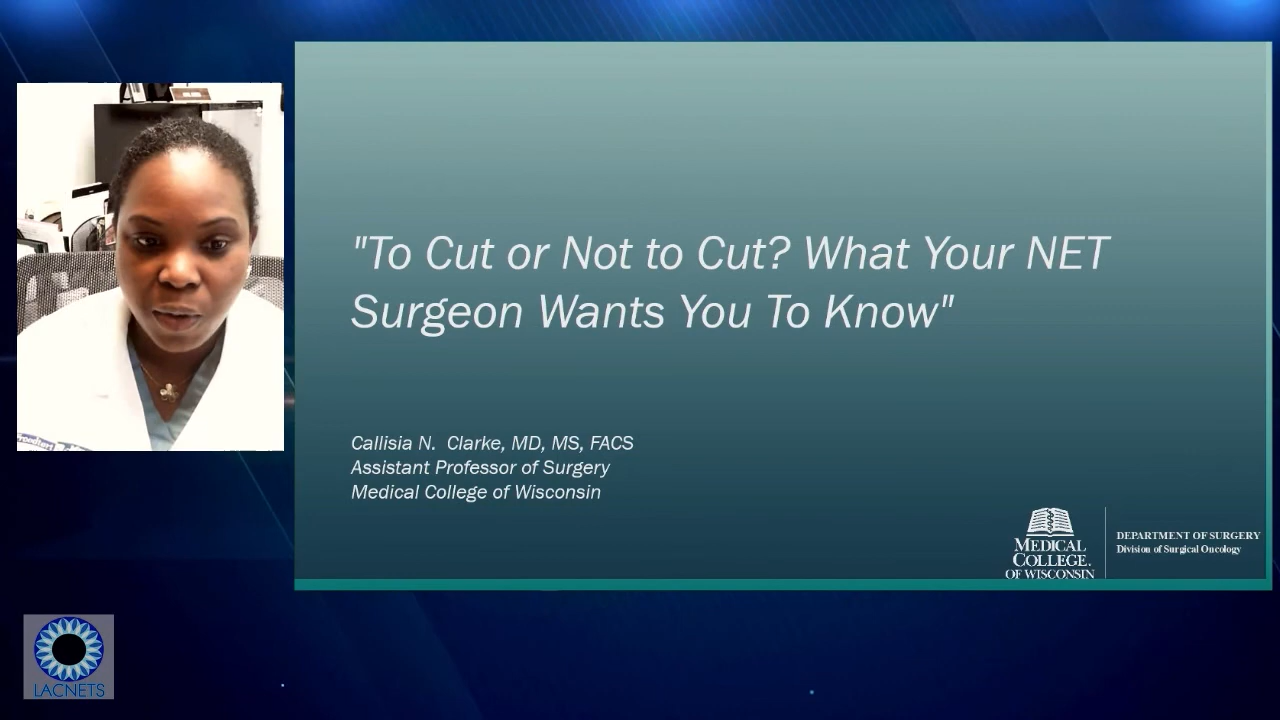 "To Cut or Not to Cut? What Your NET
Surgeon Wants You To Know"
Callisia N. Clarke, MD, MS, FACS
Assistant Professor of Surgery
Medical College of Wisconsin
MEDICAL
COLLEGE.
OF WISCONSIN
DEPARTMENT OF SURGERY
Division of Surgical Oncology
LACNETS